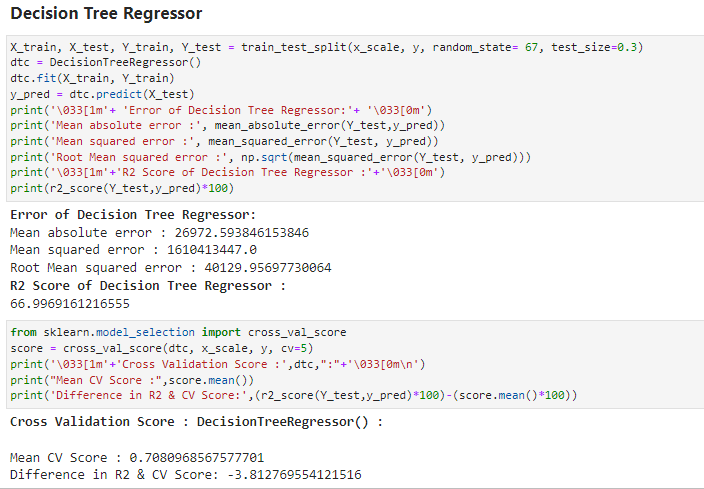 Decision Tree Regressor
X_train, X_test, Y_train, Y_test = train_test_split(x_scale, y, random_state= 67, test_size=0.3)
dtc = DecisionTreeRegressor()
dtc.fit(X_train, Y_train)
y_pred = dtc.predict(X_test)
print('\033[1m'+ 'Error of Decision Tree Regressor:'+ '\033[0m')
print('Mean absolute error :', mean_absolute_error(Y_test,y_pred))
print('Mean squared error :', mean_squared_error(Y_test, y_pred))
print('Root Mean squared error :', np.sqrt(mean_squared_error(Y_test, y_pred)))
print('\033[1m'+'R2 Score of Decision Tree Regressor :'+'\033[0m')
print(r2_score(Y_test,y_pred)*100)
Error of Decision Tree Regressor:
Mean absolute error : 26972.593846153846
Mean squared error : 1610413447.0
Root Mean squared error : 40129.95697730064
R2 Score of Decision Tree Regressor :
66.9969161216555
from sklearn.model_selection import cross_val_score
score = cross_val_score(dtc, x_scale, y, cv=5)
print('\033[1m'+'Cross Validation Score :',dtc,":"+'\033[0m\n')
print("Mean CV Score :",score.mean())
print('Difference in R2 & CV Score:',(r2_score(Y_test,y_pred)*100)-(score.mean()*100))
Cross Validation Score : DecisionTreeRegressor() :
Mean CV Score : 0.7080968567577701
Difference in R2 & CV Score: -3.812769554121516